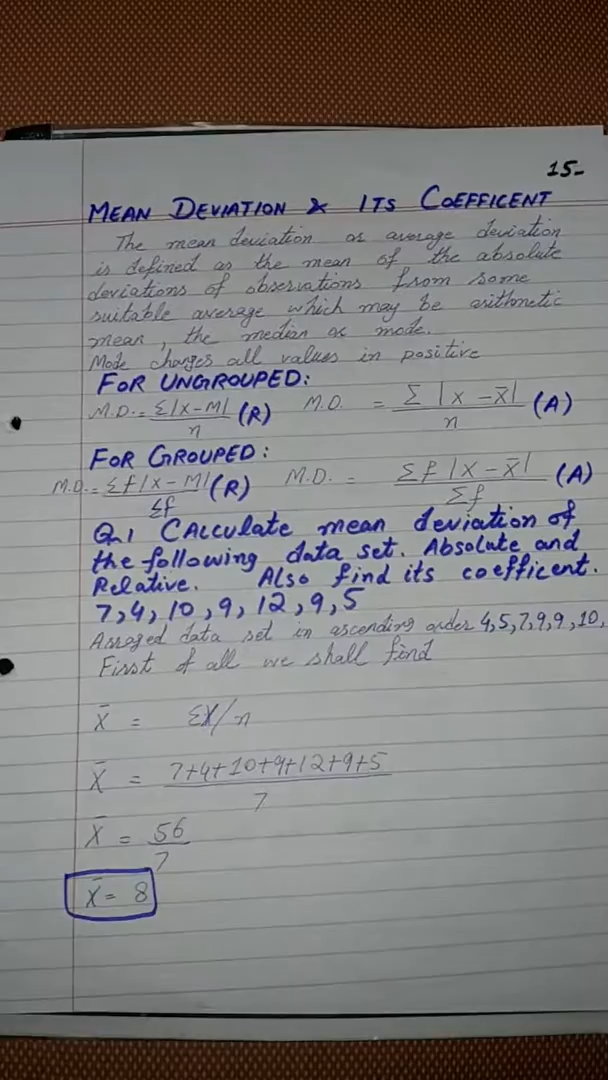 15-
MEAN DEVIATION & ITS COEFFICENT
The mean deviation or average deviation
is defined as the mean of the absolute
deviations of observations from some
suitable average which may be arithmetic
mean, the median or mode.
Mode changes all values in positive
FOR UNGROUPED:
M.D. = Σ|X-M|/n (R) M.D. = Σ|X-X̄|/n (A)
FOR GROUPED:
M.D. = Σf|X-M|/Σf (R) M.D. = Σf|X-X̄|/Σf (A)
Q.1 CALCULATE mean deviation of
the following data set. Absolute and
Relative. Also find its coefficent.
7,4,10,9,12,9,5
data set in ascending order 4,5,7,9,9,10,
First of all we shall find
X̄ = ΣX/n
X̄ = 7+4+10+9+12+9+5/7
X̄ = 56/7
X̄ = 8